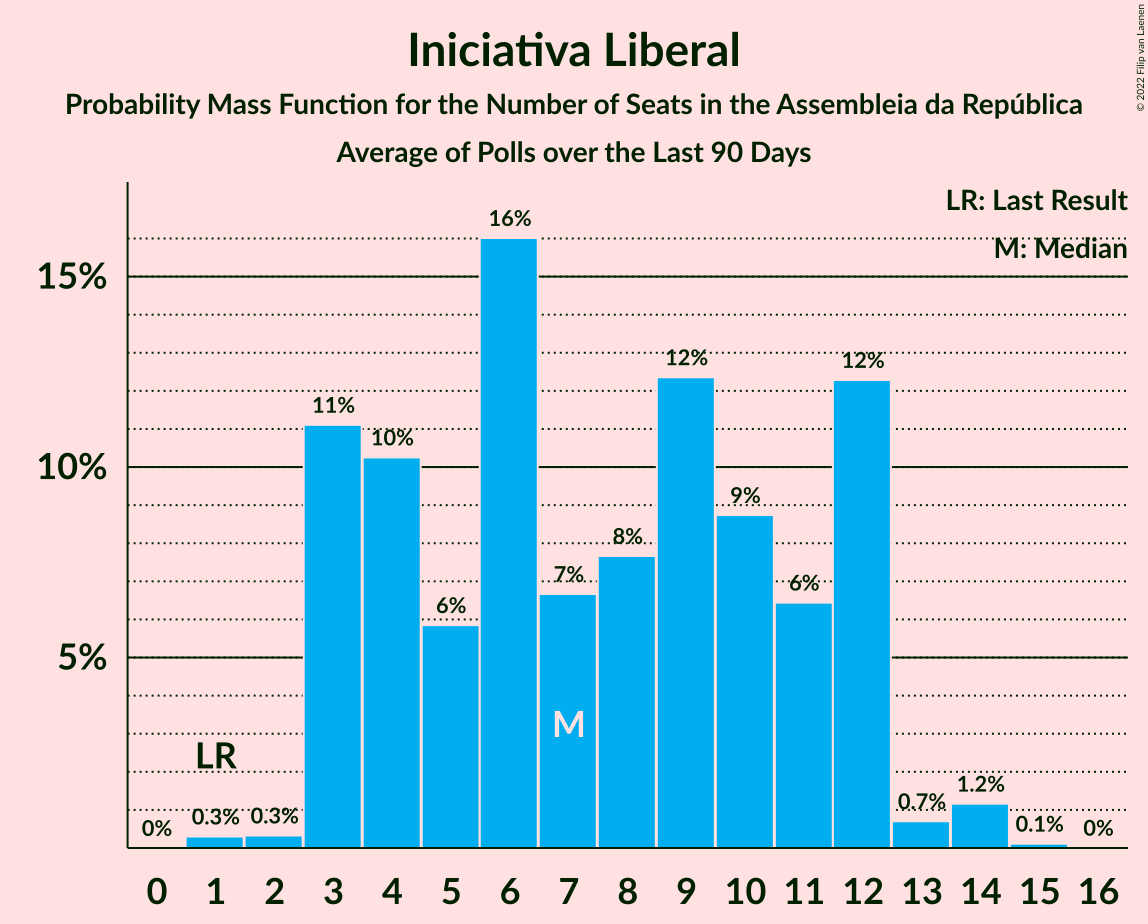 Iniciativa Liberal
Probability Mass Function for the Number of Seats in the Assembleia da República
Average of Polls over the Last 90 Days
© 2022 Filip van Laenen
LR: Last Result
M: Median
15%
10%
5%
0%
0.3%
0.3%
11%
10%
6%
16%
7%
8%
12%
9%
6%
12%
0.7%
1.2%
0.1%
0%
LR
M
0 1 2 3 4 5 6 7 8 9 10 11 12 13 14 15 16